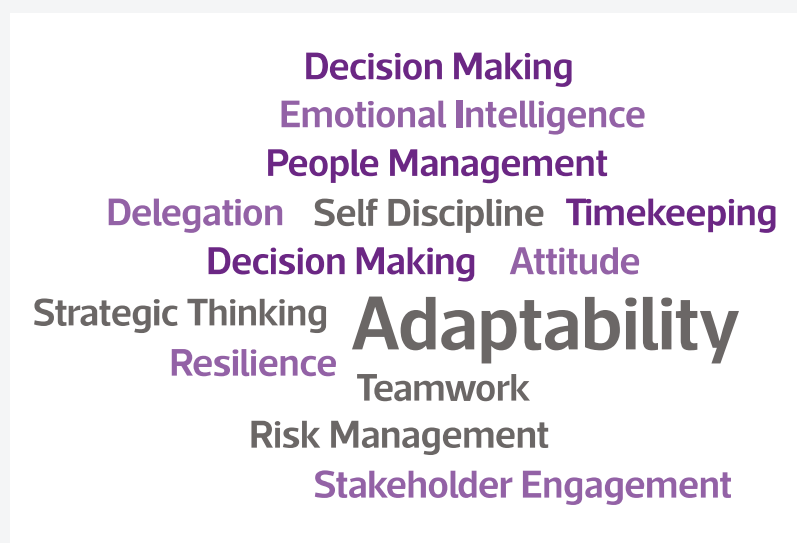 Decision Making
Emotional Intelligence
People Management
Delegation Self Discipline Timekeeping
Decision Making Attitude
Strategic Thinking Adaptability
Resilience
Teamwork
Risk Management
Stakeholder Engagement